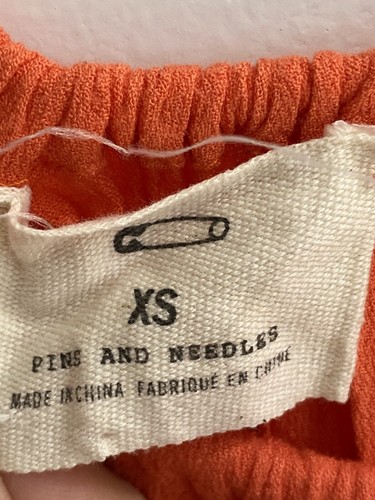 XS
PINS AND NEEDLES
MADE IN CHINA FABRIQUÉ EN CHINE